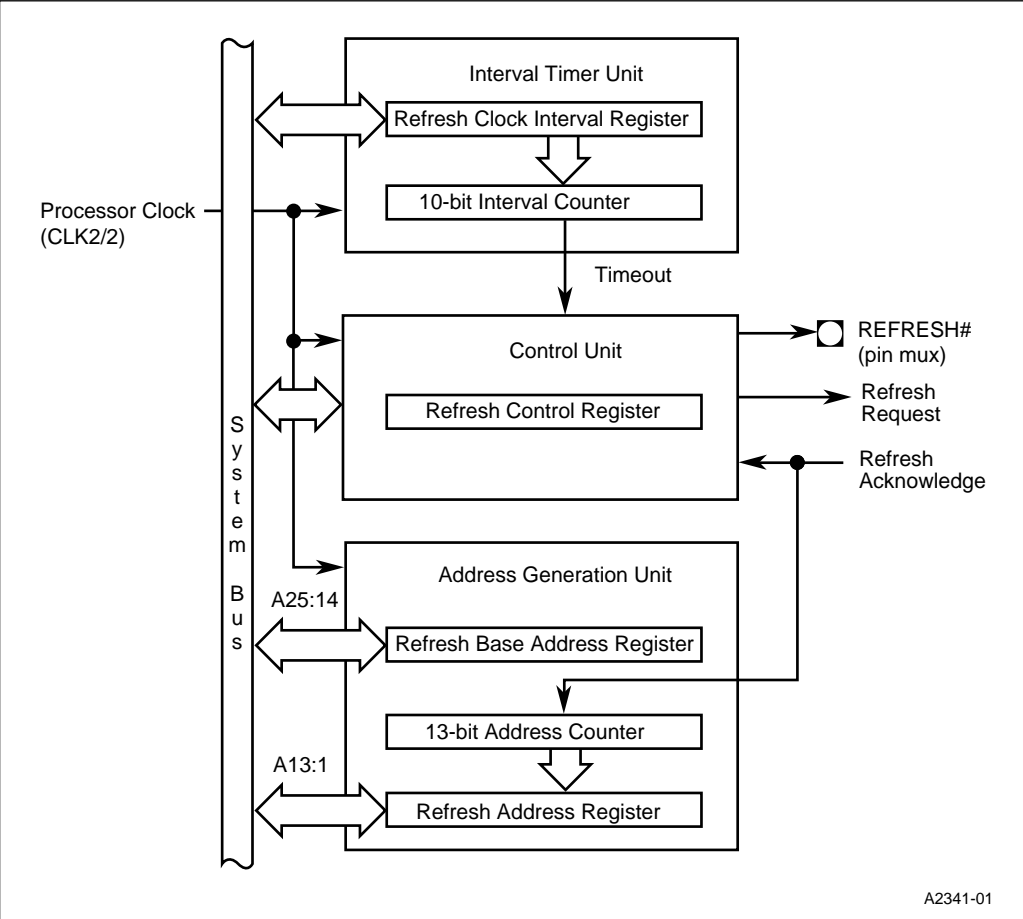 Interval Timer Unit
Refresh Clock Interval Register
10-bit Interval Counter
Processor Clock
(CLK2/2)
Timeout
Control Unit
Refresh Control Register
REFRESH#
(pin mux)
Refresh
Request
Refresh
Acknowledge
System Bus
Address Generation Unit
A25:14
Refresh Base Address Register
13-bit Address Counter
A13:1
Refresh Address Register
A2341-01